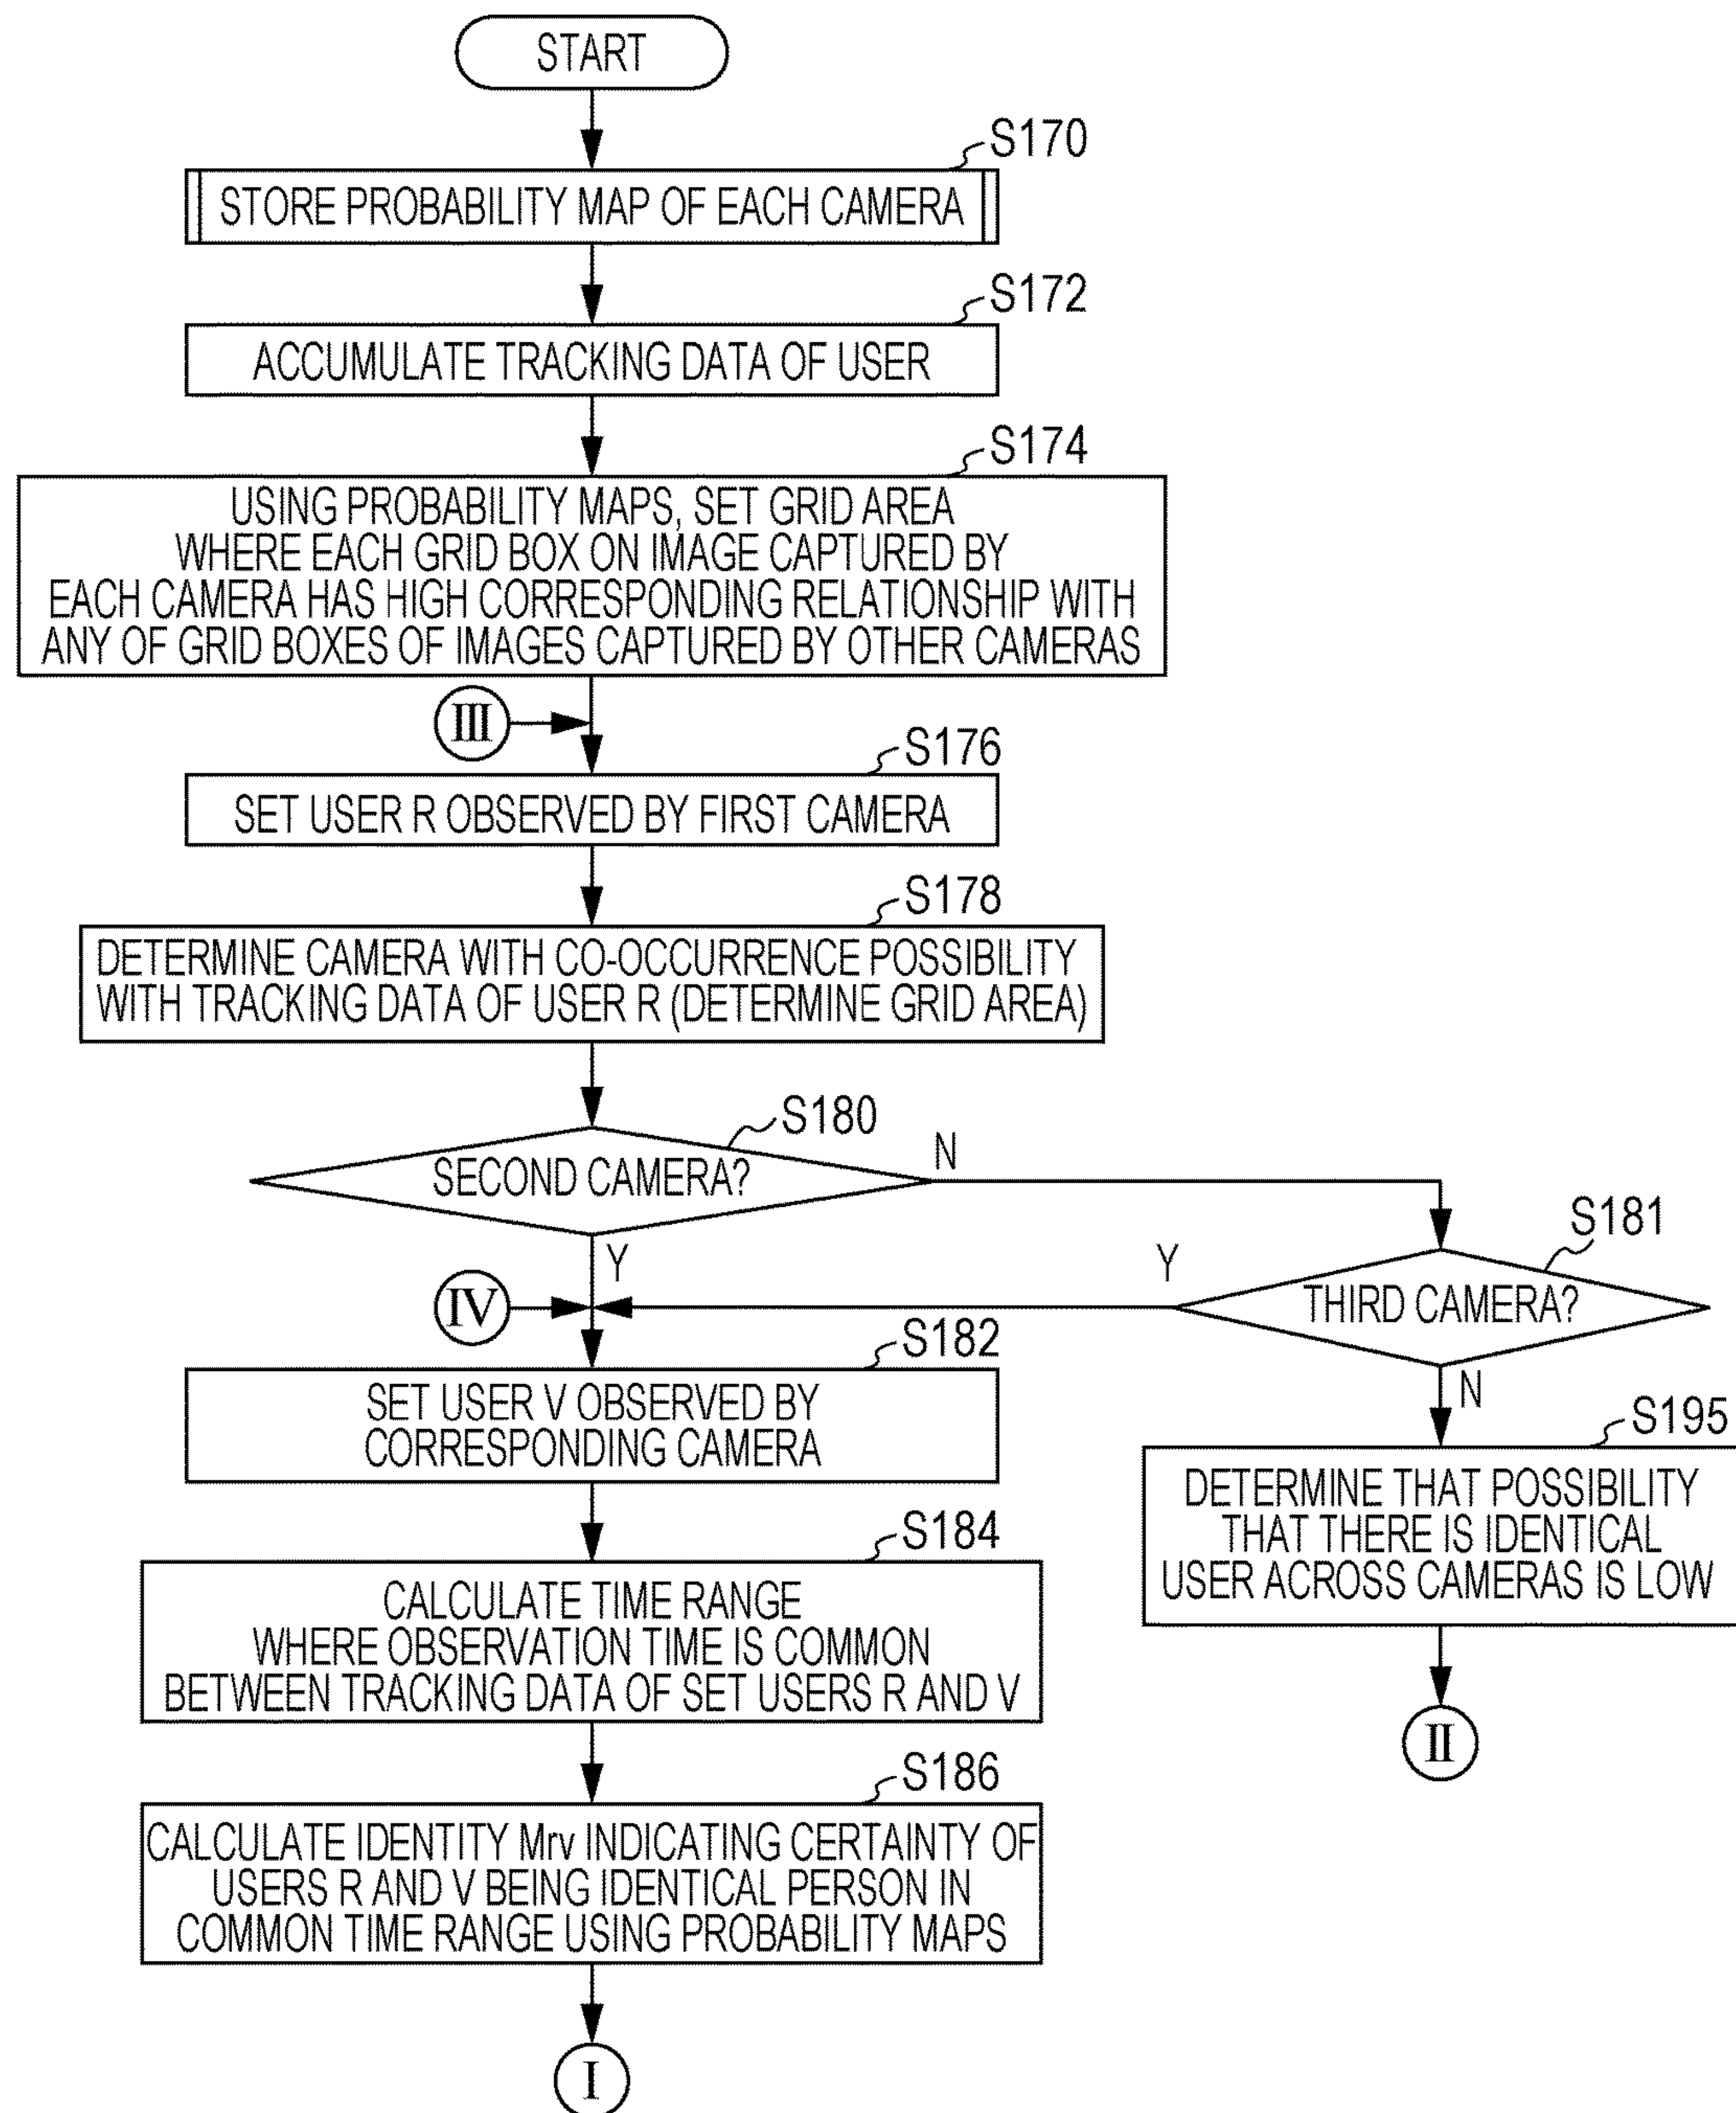 START
S170
STORE PROBABILITY MAP OF EACH CAMERA
S172
ACCUMULATE TRACKING DATA OF USER
S174
USING PROBABILITY MAPS, SET GRID AREA
WHERE EACH GRID BOX ON IMAGE CAPTURED BY
EACH CAMERA HAS HIGH CORRESPONDING RELATIONSHIP WITH
ANY OF GRID BOXES OF IMAGES CAPTURED BY OTHER CAMERAS
III
S176
SET USER R OBSERVED BY FIRST CAMERA
S178
DETERMINE CAMERA WITH CO-OCCURRENCE POSSIBILITY
WITH TRACKING DATA OF USER R (DETERMINE GRID AREA)
S180
SECOND CAMERA?
N
Y
S181
THIRD CAMERA?
Y
N
IV
S182
SET USER V OBSERVED BY
CORRESPONDING CAMERA
S195
DETERMINE THAT POSSIBILITY
THAT THERE IS IDENTICAL
USER ACROSS CAMERAS IS LOW
II
S184
CALCULATE TIME RANGE
WHERE OBSERVATION TIME IS COMMON
BETWEEN TRACKING DATA OF SET USERS R AND V
S186
CALCULATE IDENTITY Mrv INDICATING CERTAINTY OF
USERS R AND V BEING IDENTICAL PERSON IN
COMMON TIME RANGE USING PROBABILITY MAPS
I